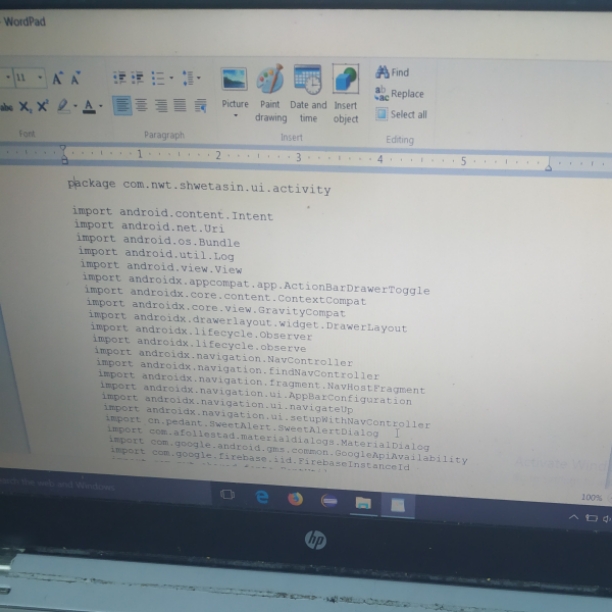 WordPad
11
A A
abc X₂ X² A
Picture
Paint drawing
Date and time
Insert object
Find
Replace
Select all
Font
Paragraph
Insert
Editing
1 2 3 4 5
package com.nwt.shwetasin.ui.activity
import android.content.Intent
import android.net.Uri
import android.os.Bundle
import android.util.Log
import android.view.View
import androidx.appcompat.app.ActionBarDrawerToggle
import androidx.core.content.ContextCompat
import androidx.core.view.GravityCompat
import androidx.drawerlayout.widget.DrawerLayout
import androidx.lifecycle.Observer
import androidx.lifecycle.observe
import androidx.navigation.NavController
import androidx.navigation.findNavController
import androidx.navigation.fragment.NavHostFragment
import androidx.navigation.ui.AppBarConfiguration
import androidx.navigation.ui.navigateUp
import androidx.navigation.ui.setupWithNavController
import cn.pedant.SweetAlert.SweetAlertDialog
import com.afollestad.materialdialogs.MaterialDialog
import com.google.android.gms.common.GoogleApiAvailability
import com.google.firebase.iid.FirebaseInstanceId
100%
the web and Windows
hp